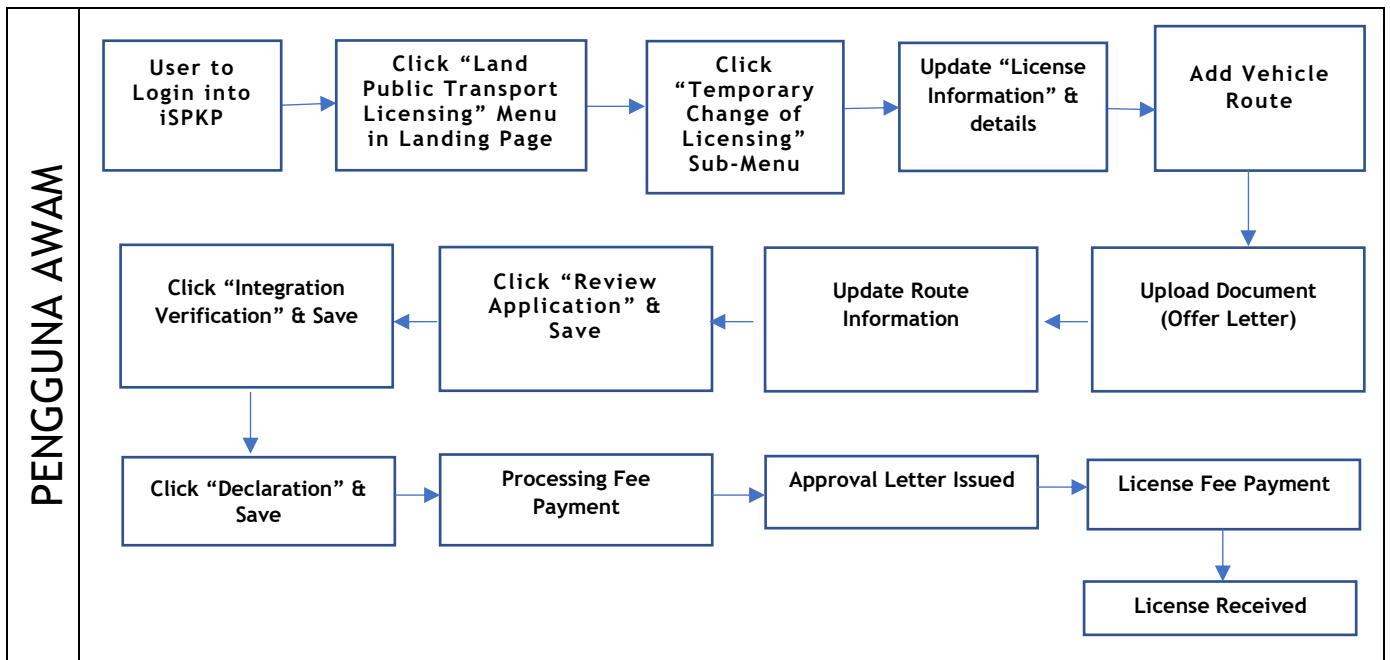 PENGGUNA AWAM
User to
Login into
iSPKP
Click “Land
Public Transport
Licensing” Menu
in Landing Page
Click
“Temporary
Change of
Licensing”
Sub-Menu
Update “License
Information” &
details
Add Vehicle
Route
Upload Document
(Offer Letter)
Update Route
Information
Click “Review
Application” &
Save
Click “Integration
Verification” & Save
Click “Declaration” &
Save
Processing Fee
Payment
Approval Letter Issued
License Fee Payment
License Received